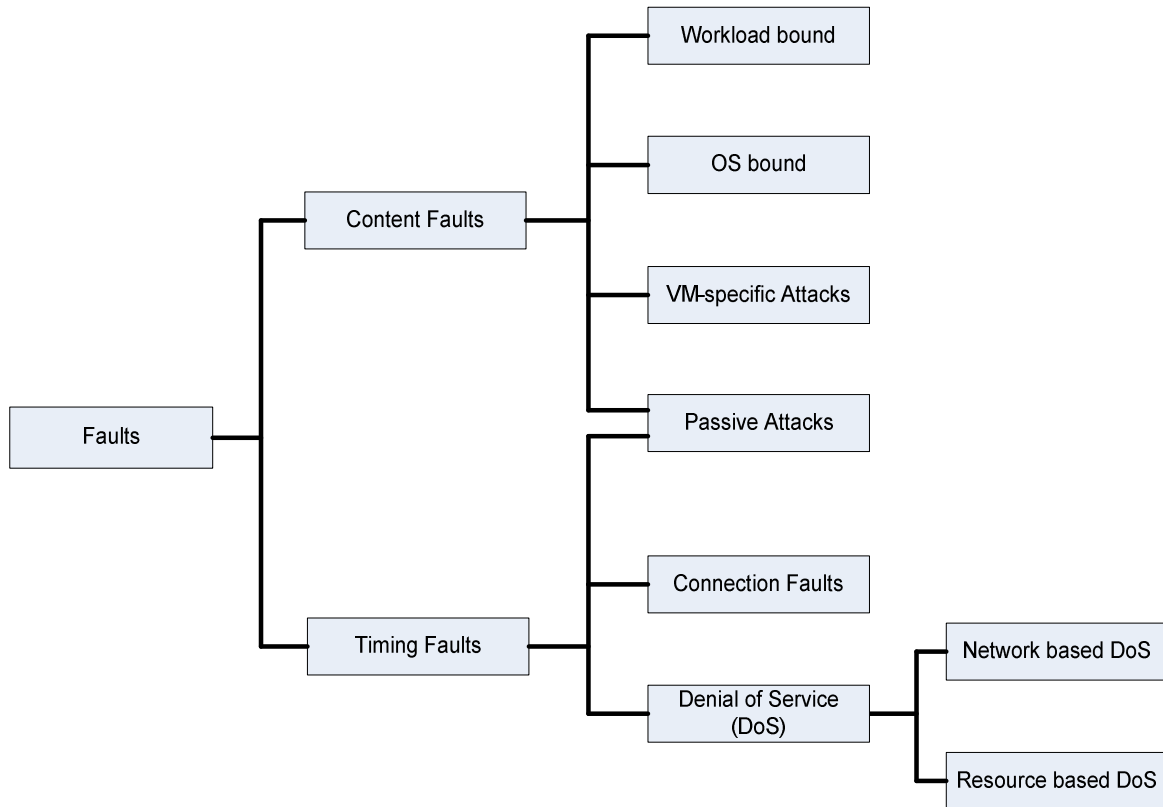 Workload bound
OS bound
Content Faults
VM-specific Attacks
Faults
Passive Attacks
Connection Faults
Timing Faults
Network based DoS
Denial of Service
(DoS)
Resource based DoS